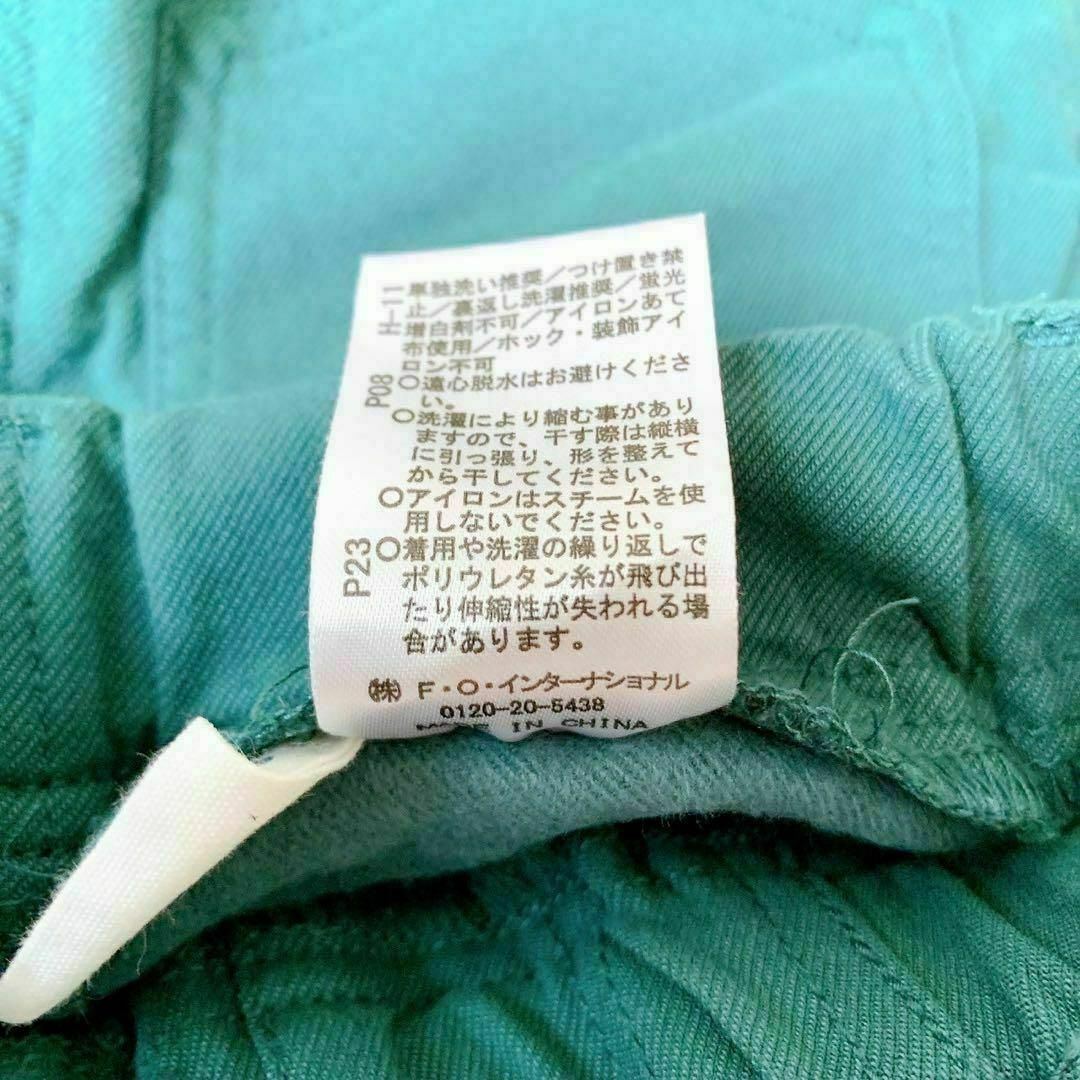 H-11
単独洗い推奨/つけ置き禁
止/裏返し洗濯推奨/蛍光
増白剤不可/アイロンあて
布使用/ホック・装飾アイ
ロン不可
P08
○遠心脱水はお避けくださ
い。
○洗濯により縮む事があり
ますので、干す際は縦横
に引っ張り、形を整えて
から干してください。
○アイロンはスチームを使
用しないでください。
P23
○着用や洗濯の繰り返しで
ポリウレタン糸が飛び出
たり伸縮性が失われる場
合があります。
㈱ F・O・インターナショナル
0120-20-5438
MADE IN CHINA